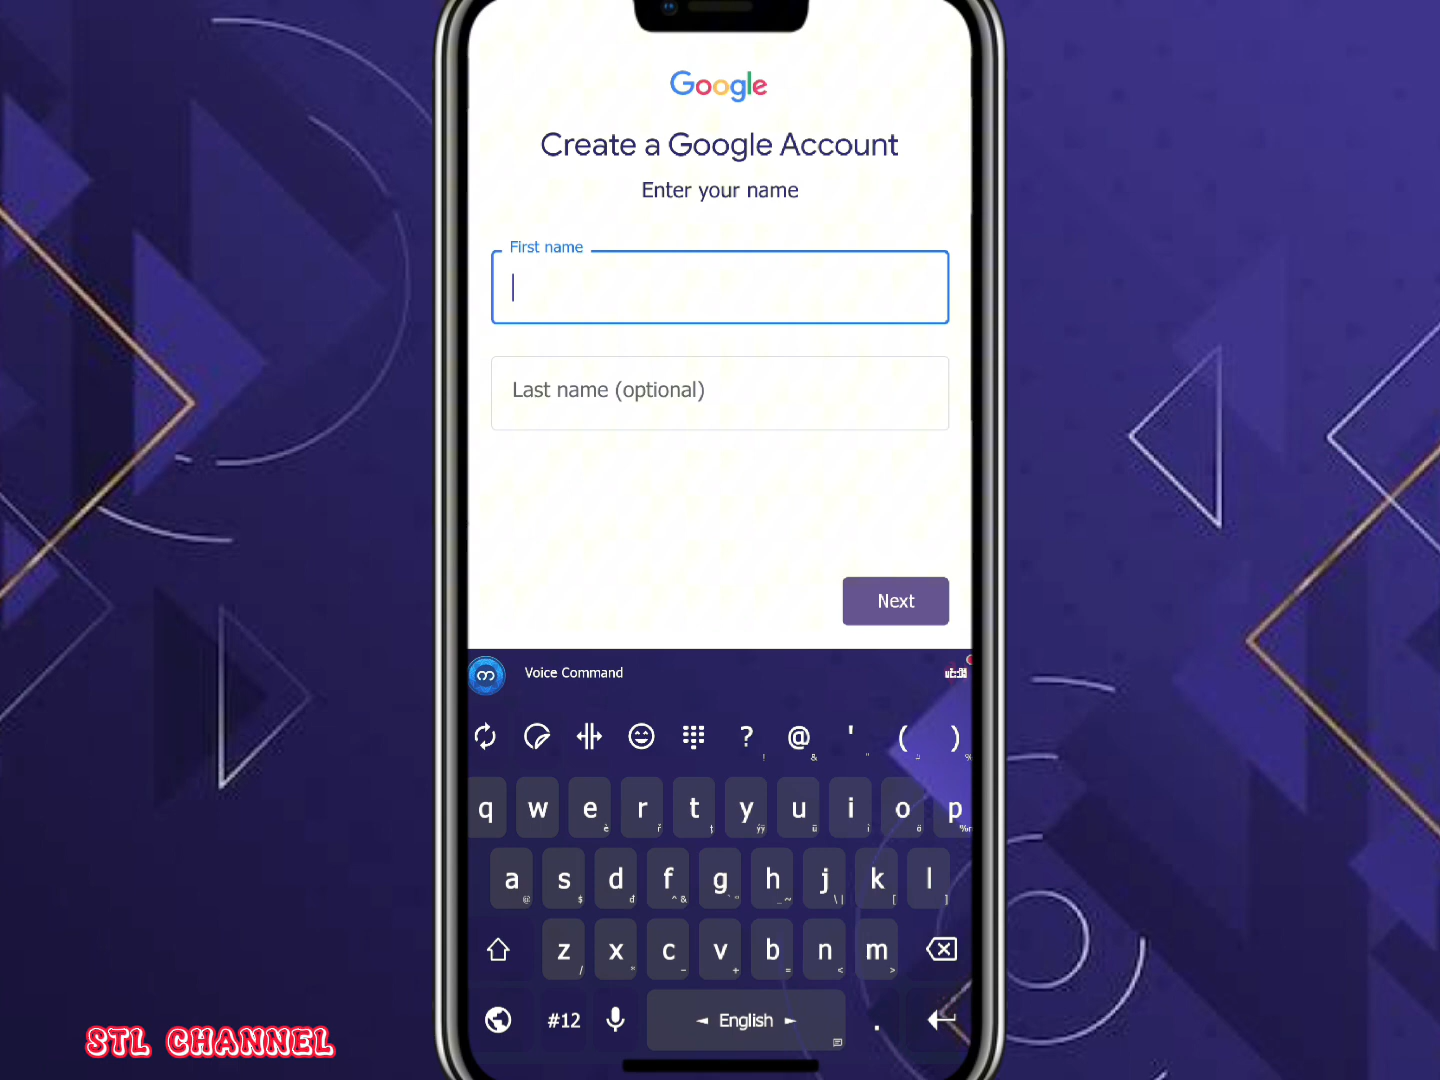 Google
Create a Google Account
Enter your name
First name
Last name (optional)
Next
Voice Command
? @ ' ( )
q w e r t y u i o p
a s d f g h j k l
z x c v b n m
#12 English .
STL CHANNEL